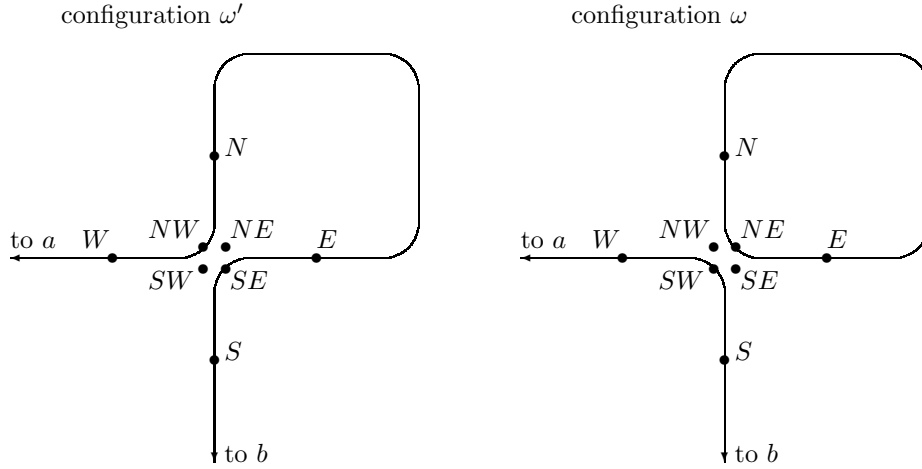 configuration ω′
configuration ω
N
N
NW
NE
NW
NE
to a
W
E
to a
W
E
SW
SE
SW
SE
S
S
to b
to b